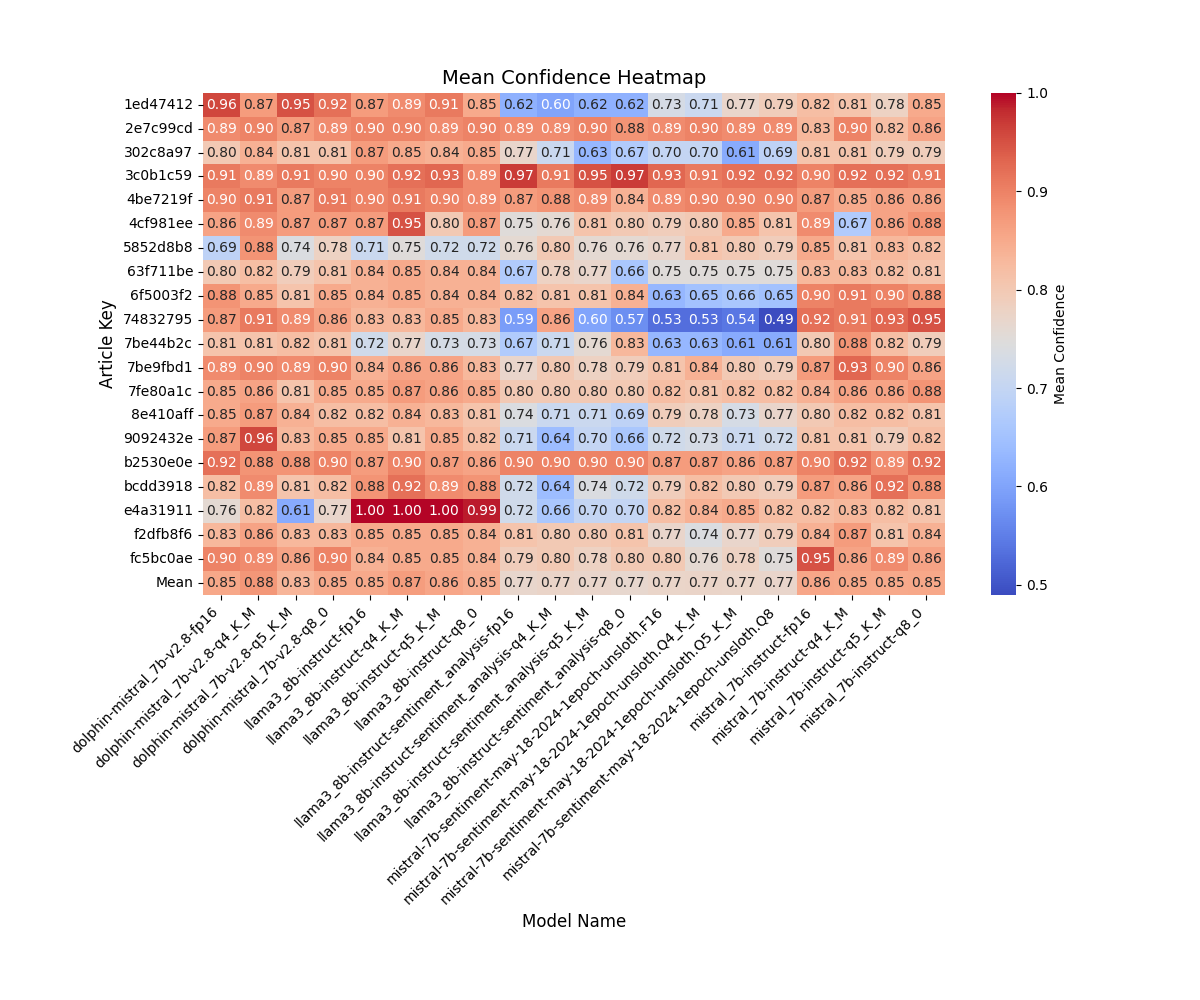 Mean Confidence Heatmap
1ed47412 0.96 0.87 0.95 0.92 0.87 0.89 0.91 0.85 0.62 0.60 0.62 0.62 0.73 0.71 0.77 0.79 0.82 0.81 0.78 0.85
2e7c99cd 0.89 0.90 0.87 0.89 0.90 0.90 0.89 0.90 0.89 0.89 0.90 0.88 0.89 0.90 0.89 0.89 0.83 0.90 0.82 0.86
302c8a97 0.80 0.84 0.81 0.81 0.87 0.85 0.84 0.85 0.77 0.71 0.63 0.67 0.70 0.70 0.61 0.69 0.81 0.81 0.79 0.79
3c0b1c59 0.91 0.89 0.91 0.90 0.90 0.92 0.93 0.89 0.97 0.91 0.95 0.97 0.93 0.91 0.92 0.92 0.90 0.92 0.92 0.91
4be7219f 0.90 0.91 0.87 0.91 0.90 0.91 0.90 0.89 0.87 0.88 0.89 0.84 0.89 0.90 0.90 0.90 0.87 0.85 0.86 0.86
4cf981ee 0.86 0.89 0.87 0.87 0.87 0.95 0.80 0.87 0.75 0.76 0.81 0.80 0.79 0.80 0.85 0.81 0.89 0.67 0.86 0.88
5852d8b8 0.69 0.88 0.74 0.78 0.71 0.75 0.72 0.72 0.76 0.80 0.76 0.76 0.77 0.81 0.80 0.79 0.85 0.81 0.83 0.82
63f711be 0.80 0.82 0.79 0.81 0.84 0.85 0.84 0.84 0.67 0.78 0.77 0.66 0.75 0.75 0.75 0.75 0.83 0.83 0.82 0.81
6f5003f2 0.88 0.85 0.81 0.85 0.84 0.85 0.84 0.84 0.82 0.81 0.81 0.84 0.63 0.65 0.66 0.65 0.90 0.91 0.90 0.88
74832795 0.87 0.91 0.89 0.86 0.83 0.83 0.85 0.83 0.59 0.86 0.60 0.57 0.53 0.53 0.54 0.49 0.92 0.91 0.93 0.95
7be44b2c 0.81 0.81 0.82 0.81 0.72 0.77 0.73 0.73 0.67 0.71 0.76 0.83 0.63 0.63 0.61 0.61 0.80 0.88 0.82 0.79
7be9fbd1 0.89 0.90 0.89 0.90 0.84 0.86 0.86 0.83 0.77 0.80 0.78 0.79 0.81 0.84 0.80 0.79 0.87 0.93 0.90 0.86
7fe80a1c 0.85 0.86 0.81 0.85 0.85 0.87 0.86 0.85 0.80 0.80 0.80 0.80 0.82 0.81 0.82 0.82 0.84 0.86 0.86 0.88
8e410aff 0.85 0.87 0.84 0.82 0.82 0.84 0.83 0.81 0.74 0.71 0.71 0.69 0.79 0.78 0.73 0.77 0.80 0.82 0.82 0.81
9092432e 0.87 0.96 0.83 0.85 0.85 0.81 0.85 0.82 0.71 0.64 0.70 0.66 0.72 0.73 0.71 0.72 0.81 0.81 0.79 0.82
b2530e0e 0.92 0.88 0.88 0.90 0.87 0.90 0.87 0.86 0.90 0.90 0.90 0.90 0.87 0.87 0.86 0.87 0.90 0.92 0.89 0.92
bcdd3918 0.82 0.89 0.81 0.82 0.88 0.92 0.89 0.88 0.72 0.64 0.74 0.72 0.79 0.82 0.80 0.79 0.87 0.86 0.92 0.88
e4a31911 0.76 0.82 0.61 0.77 1.00 1.00 1.00 0.99 0.72 0.66 0.70 0.70 0.82 0.84 0.85 0.82 0.82 0.83 0.82 0.81
f2dfb8f6 0.83 0.86 0.83 0.83 0.85 0.85 0.85 0.84 0.81 0.80 0.80 0.81 0.77 0.74 0.77 0.79 0.84 0.87 0.81 0.84
fc5bc0ae 0.90 0.89 0.86 0.90 0.84 0.85 0.85 0.84 0.79 0.80 0.78 0.80 0.80 0.76 0.78 0.75 0.95 0.86 0.89 0.86
Mean 0.85 0.88 0.83 0.85 0.85 0.87 0.86 0.85 0.77 0.77 0.77 0.77 0.77 0.77 0.77 0.77 0.86 0.85 0.85 0.85
Article Key
dolphin-mistral_7b-v2.8-fp16
dolphin-mistral_7b-v2.8-q4_K_M
dolphin-mistral_7b-v2.8-q5_K_M
dolphin-mistral_7b-v2.8-q8_0
llama3_8b-instruct-fp16
llama3_8b-instruct-q4_K_M
llama3_8b-instruct-q5_K_M
llama3_8b-instruct-q8_0
llama3_8b-instruct-sentiment_analysis-fp16
llama3_8b-instruct-sentiment_analysis-q4_K_M
llama3_8b-instruct-sentiment_analysis-q5_K_M
llama3_8b-instruct-sentiment_analysis-q8_0
mistral-7b-sentiment-may-18-2024-1epoch-unsloth.F16
mistral-7b-sentiment-may-18-2024-1epoch-unsloth.Q4_K_M
mistral-7b-sentiment-may-18-2024-1epoch-unsloth.Q5_K_M
mistral-7b-sentiment-may-18-2024-1epoch-unsloth.Q8
mistral_7b-instruct-fp16
mistral_7b-instruct-q4_K_M
mistral_7b-instruct-q5_K_M
mistral_7b-instruct-q8_0
Model Name
1.0
0.9
0.8
0.7
0.6
0.5
Mean Confidence